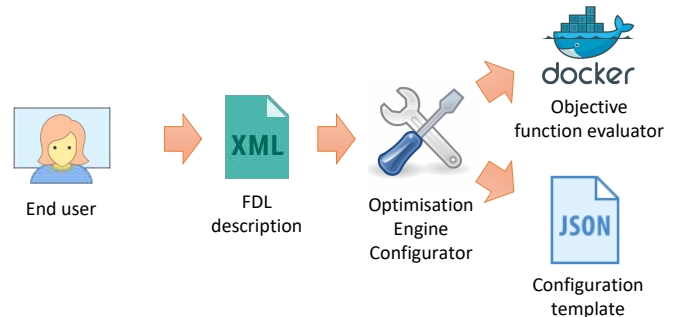 End user
XML
FDL
description
Optimisation
Engine
Configurator
docker
Objective
function evaluator
JSON
Configuration
template